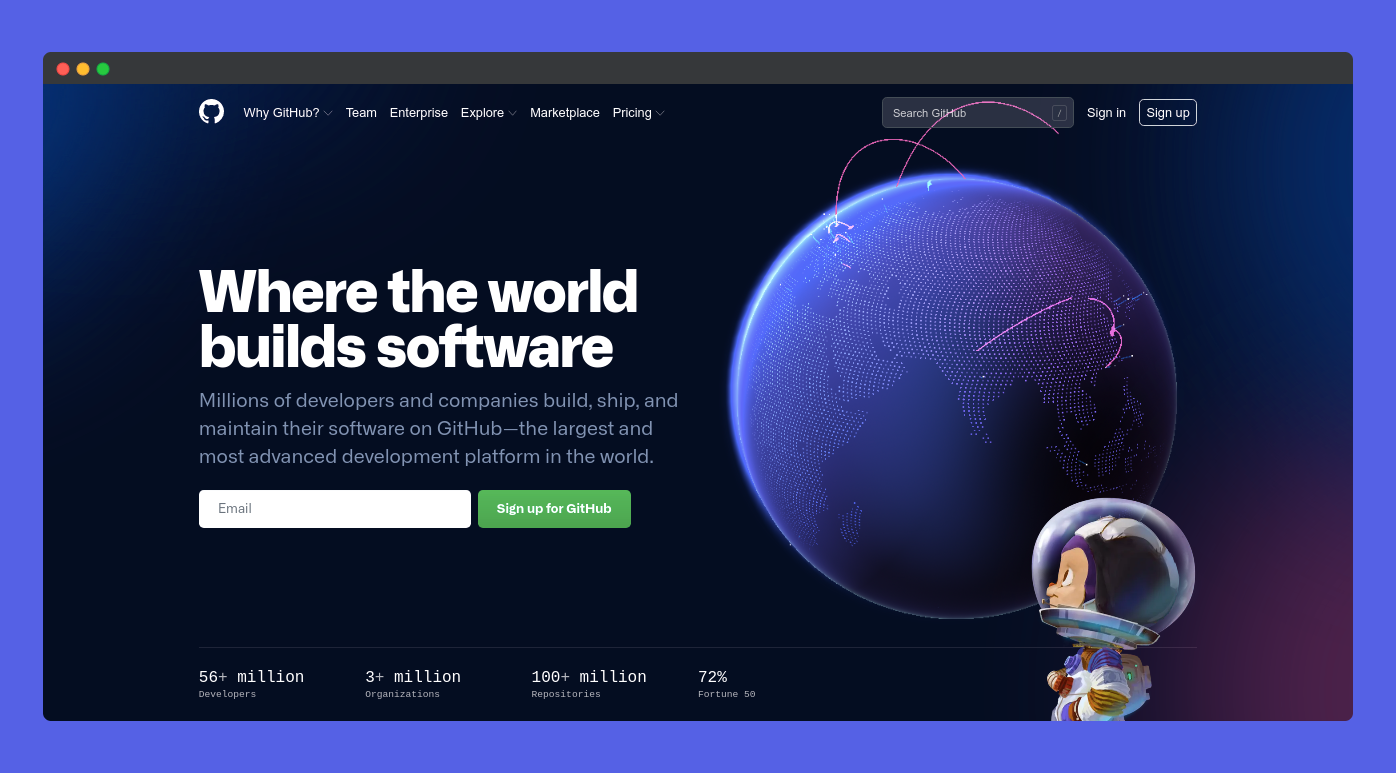 Why GitHub? Team Enterprise Explore Marketplace Pricing Search GitHub / Sign in Sign up
Where the world
builds software
Millions of developers and companies build, ship, and
maintain their software on GitHub—the largest and
most advanced development platform in the world.
Email Sign up for GitHub
56+ million 3+ million 100+ million 72%
Developers Organizations Repositories Fortune 50